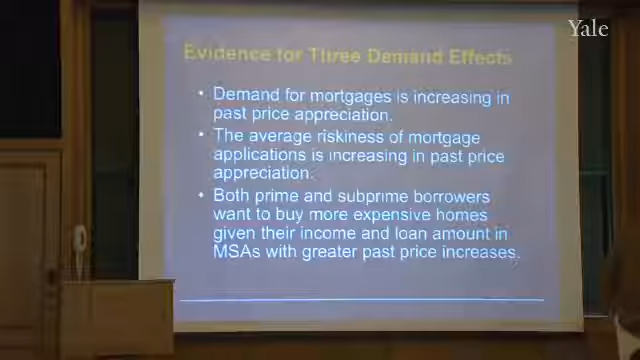 Yale
Evidence for Three Demand Effects
• Demand for mortgages is increasing in
past price appreciation.
• The average riskiness of mortgage
applications is increasing in past price
appreciation.
• Both prime and subprime borrowers
want to buy more expensive homes
given their income and loan amount in
MSAs with greater past price increases.